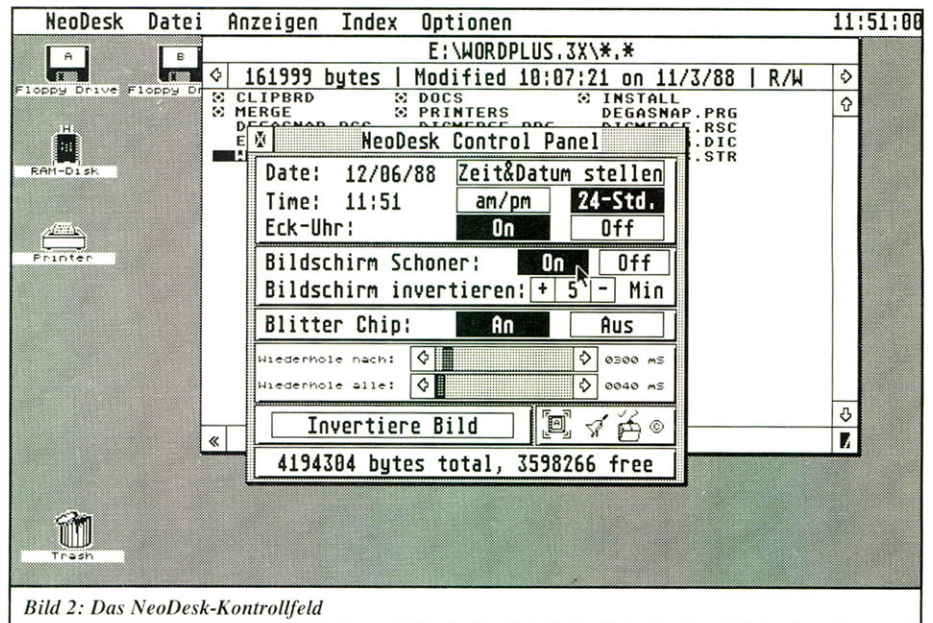 NeoDesk Datei Anzeigen Index Optionen 11:51:00
E:\WORDPLUS.3X\*.*
161999 bytes | Modified 10:07:21 on 11/3/88 | R/W
A
B
Floppy Drive Floppy Dr
CLIPBRD DOCS INSTALL
MERGE PRINTERS DEGASNAP.PRG
.RSC
.DIC
.STR
H
RAM-Disk
Printer
Trash
NeoDesk Control Panel
Date: 12/06/88 Zeit&Datum stellen
Time: 11:51 am/pm 24-Std.
Eck-Uhr: On Off
Bildschirm Schoner: On Off
Bildschirm invertieren: + 5 - Min
Blitter Chip: An Aus
Wiederhole nach: 0300 mS
Wiederhole alle: 0040 mS
Invertiere Bild ©
4194304 bytes total, 3598266 free
Bild 2: Das NeoDesk-Kontrollfeld